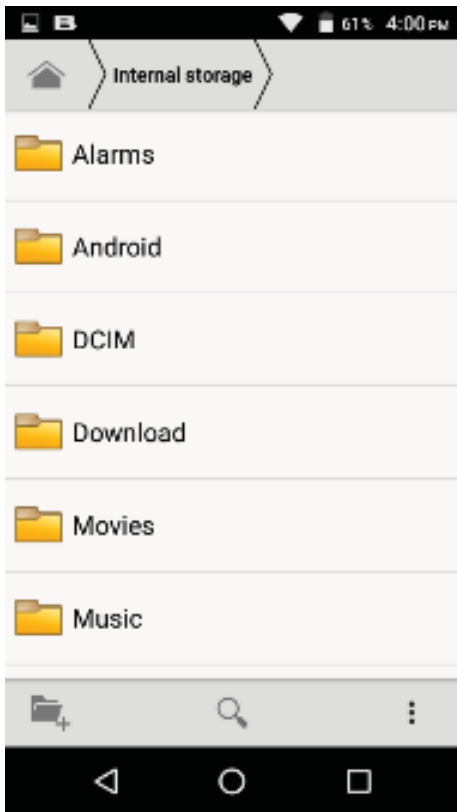 B 61% 4:00 PM
Internal storage
Alarms
Android
DCIM
Download
Movies
Music